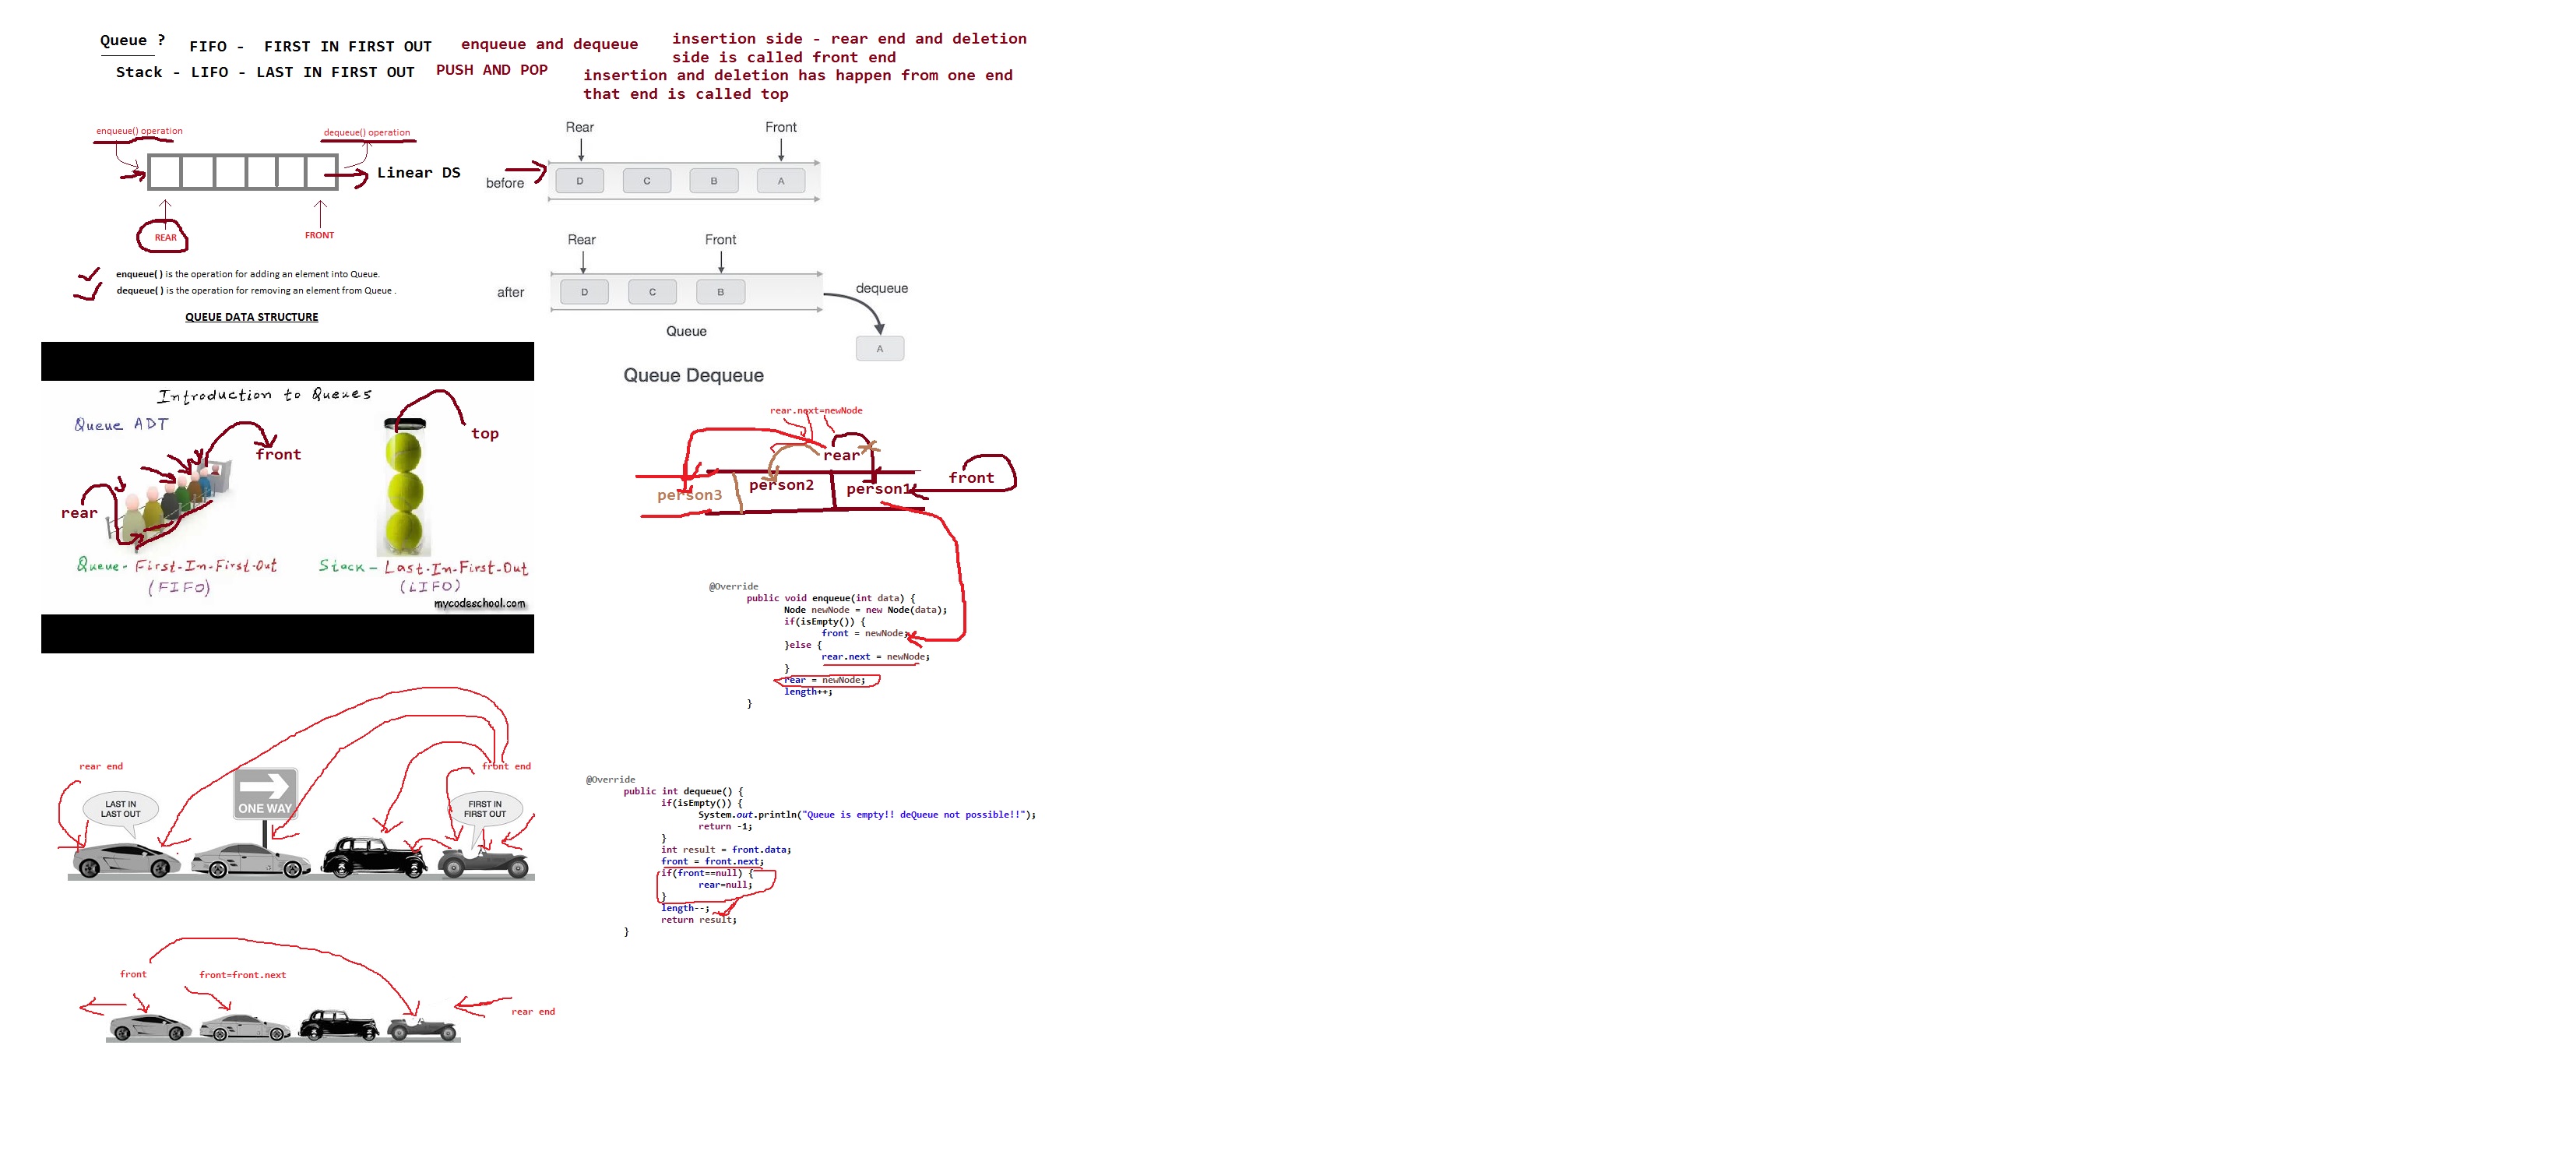 Queue ?
FIFO -  FIRST IN FIRST OUT
enqueue and dequeue
insertion side - rear end and deletion
side is called front end
Stack - LIFO - LAST IN FIRST OUT
PUSH AND POP
insertion and deletion has happen from one end
that end is called top
enqueue() operation
dequeue() operation
Linear DS
REAR
FRONT
enqueue( ) is the operation for adding an element into Queue.
dequeue( ) is the operation for removing an element from Queue .
QUEUE DATA STRUCTURE
Rear
Front
before
D
C
B
A
Rear
Front
after
D
C
B
dequeue
Queue
A
Queue Dequeue
Introduction to Queues
Queue ADT
front
top
rear
Queue - First-In-First-Out
(FIFO)
Stack - Last-In-First-Out
(LIFO)
mycodeschool.com
rear.next=newNode
rear
front
person3
person2
person1
@Override
public void enqueue(int data) {
Node newNode = new Node(data);
if(isEmpty()) {
front = newNode;
}else {
rear.next = newNode;
}
rear = newNode;
length++;
}
rear end
front end
LAST IN
LAST OUT
ONE WAY
FIRST IN
FIRST OUT
@Override
public int dequeue() {
if(isEmpty()) {
System.out.println("Queue is empty!! deQueue not possible!!");
return -1;
}
int result = front.data;
front = front.next;
if(front==null) {
rear=null;
}
length--;
return result;
}
front
front=front.next
rear end